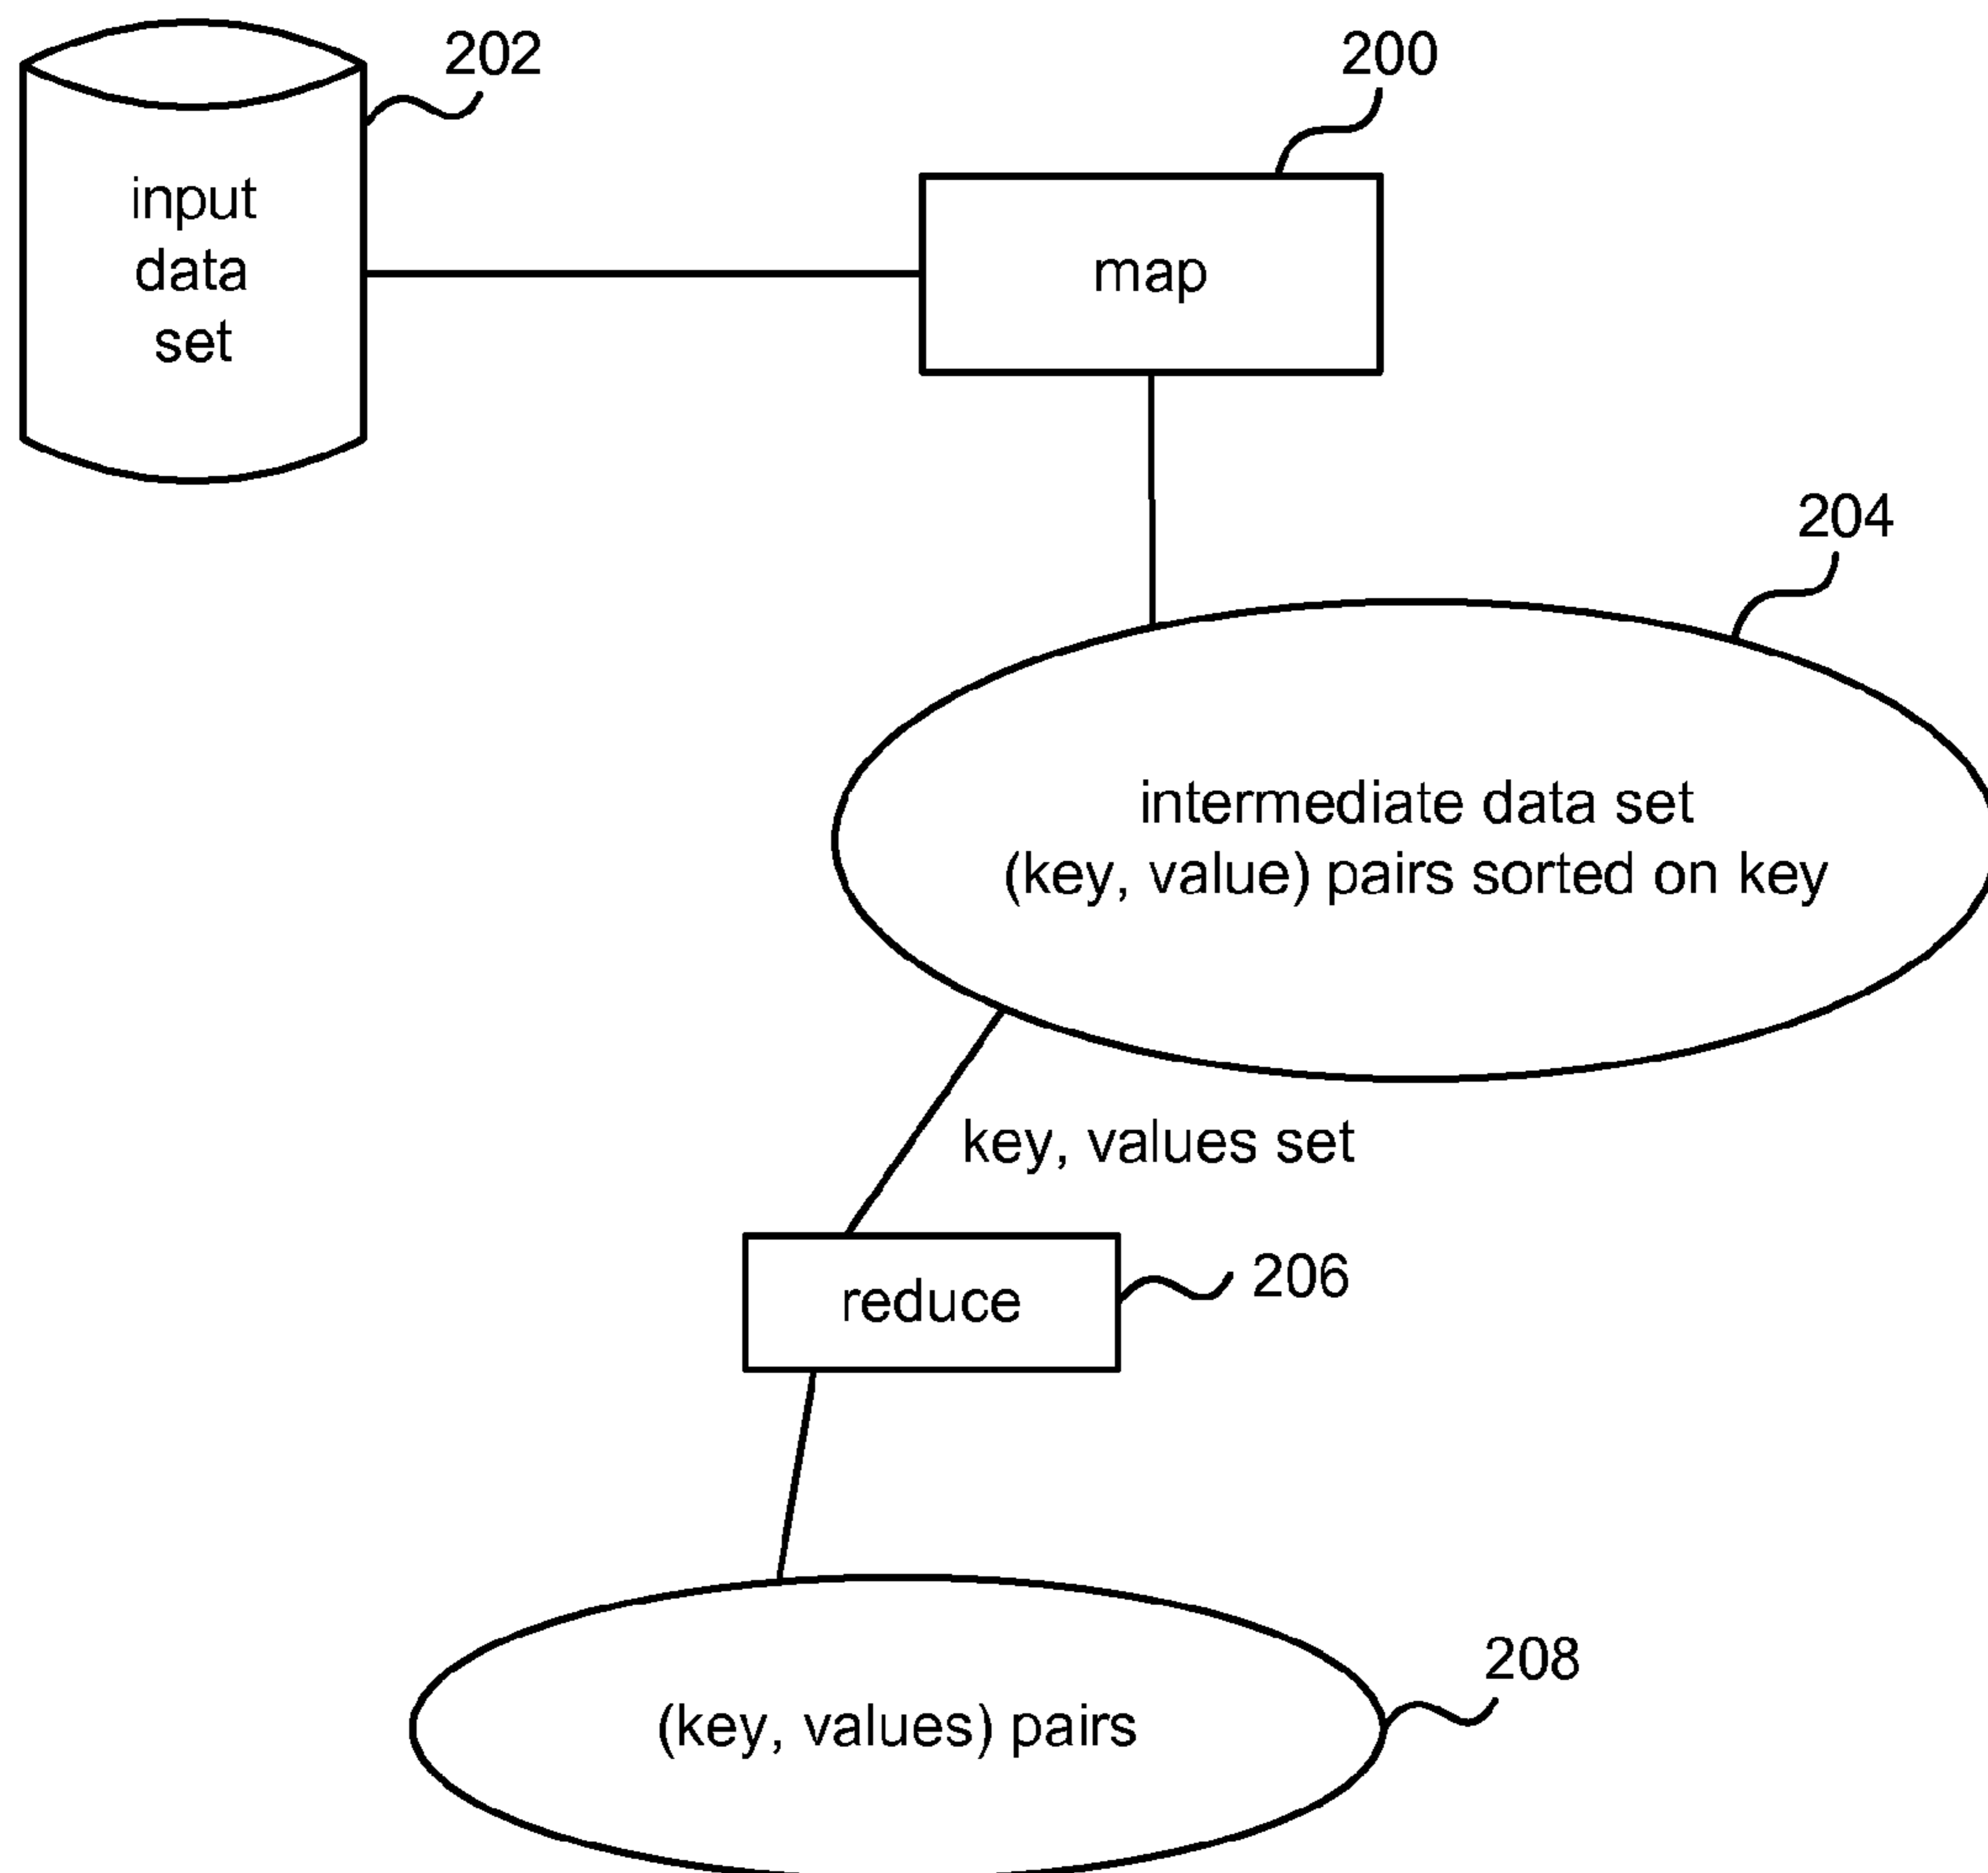 202
200
input
data
set
map
204
intermediate data set
(key, value) pairs sorted on key
key, values set
reduce
206
208
(key, values) pairs